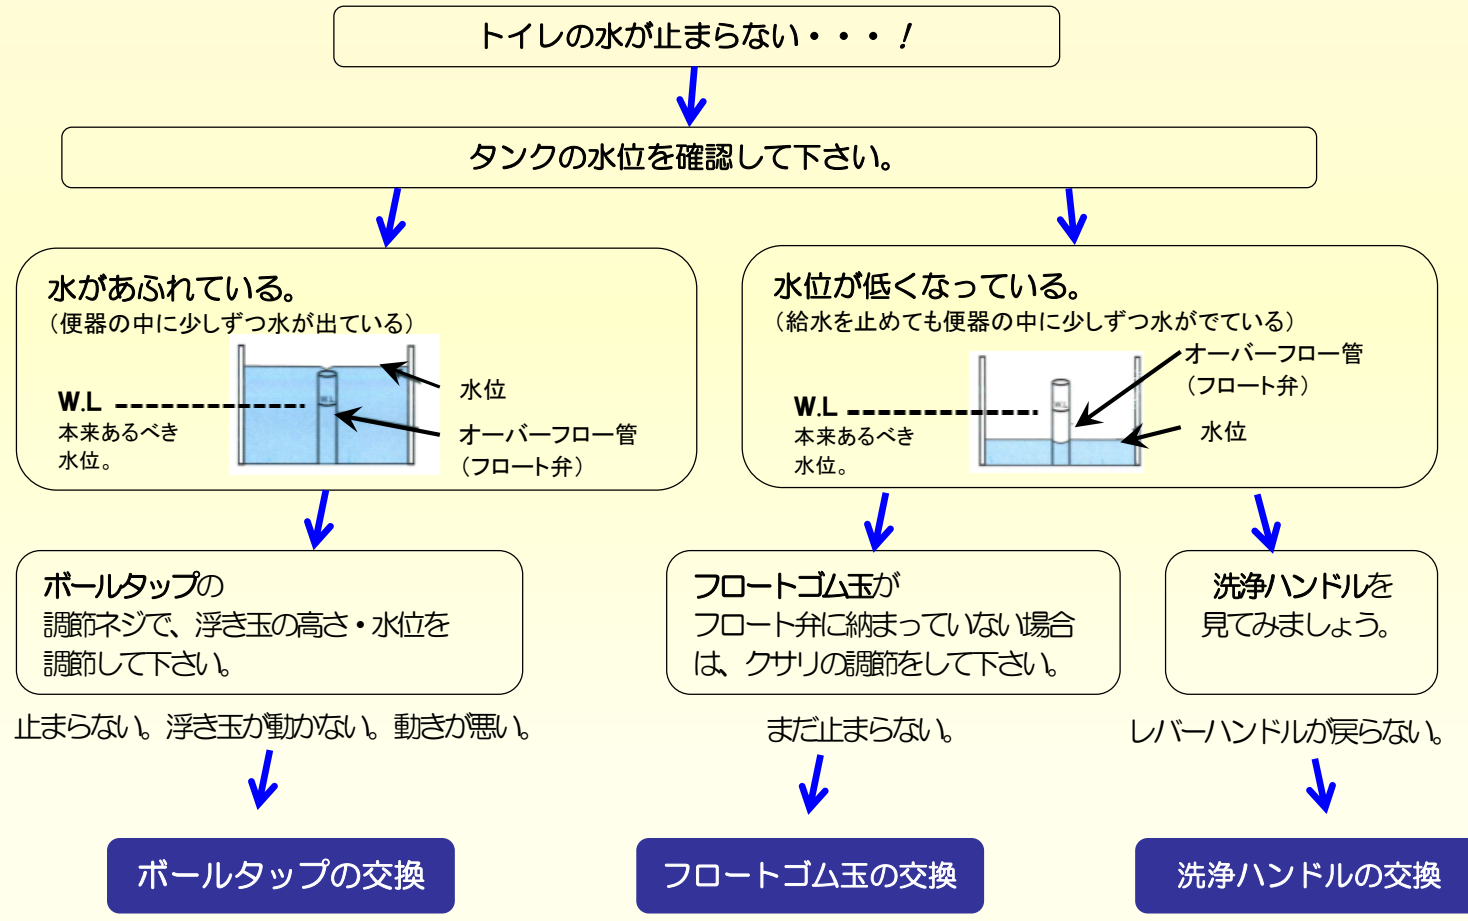 トイレの水が止まらない・・・！
タンクの水位を確認して下さい。
水があふれている。
（便器の中に少しずつ水が出ている）
W.L
本来あるべき
水位。
W.L
水位
オーバーフロー管
（フロート弁）
水位が低くなっている。
（給水を止めても便器の中に少しずつ水がでている）
オーバーフロー管
（フロート弁）
W.L
本来あるべき
水位。
W.L
水位
ボールタップの
調節ネジで、浮き玉の高さ・水位を
調節して下さい。
フロートゴム玉が
フロート弁に納まっていない場合
は、クサリの調節をして下さい。
洗浄ハンドルを
見てみましょう。
止まらない。浮き玉が動かない。動きが悪い。
まだ止まらない。
レバーハンドルが戻らない。
ボールタップの交換
フロートゴム玉の交換
洗浄ハンドルの交換